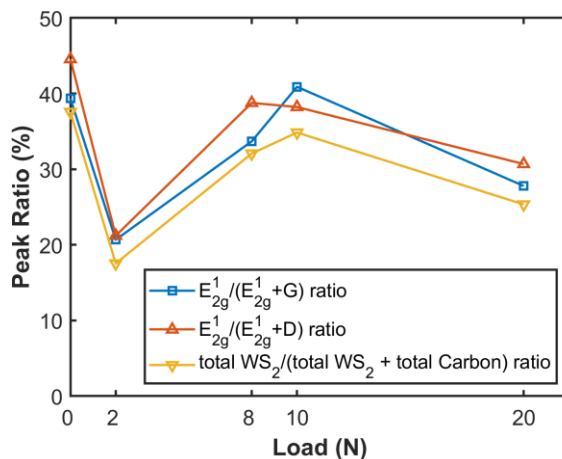 50
40
30
20
10
0
Peak Ratio (%)
E¹₂g/(E¹₂g+G) ratio
E¹₂g/(E¹₂g+D) ratio
total WS₂/(total WS₂ + total Carbon) ratio
0 2 8 10 20
Load (N)